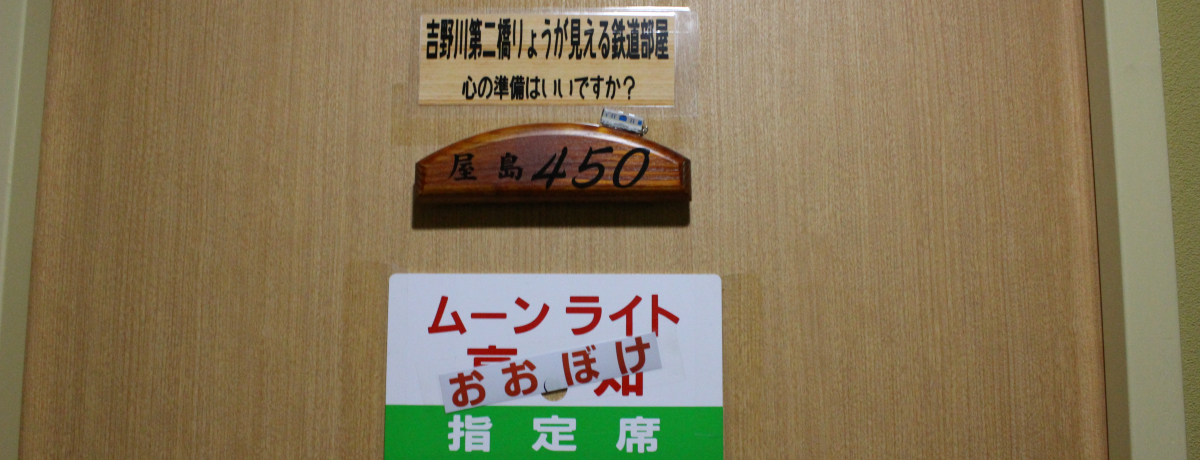 吉野川第二橋りょうが見える鉄道部屋
心の準備はいいですか?
屋島450
ムーンライト
高知
おおぼけ
指定席